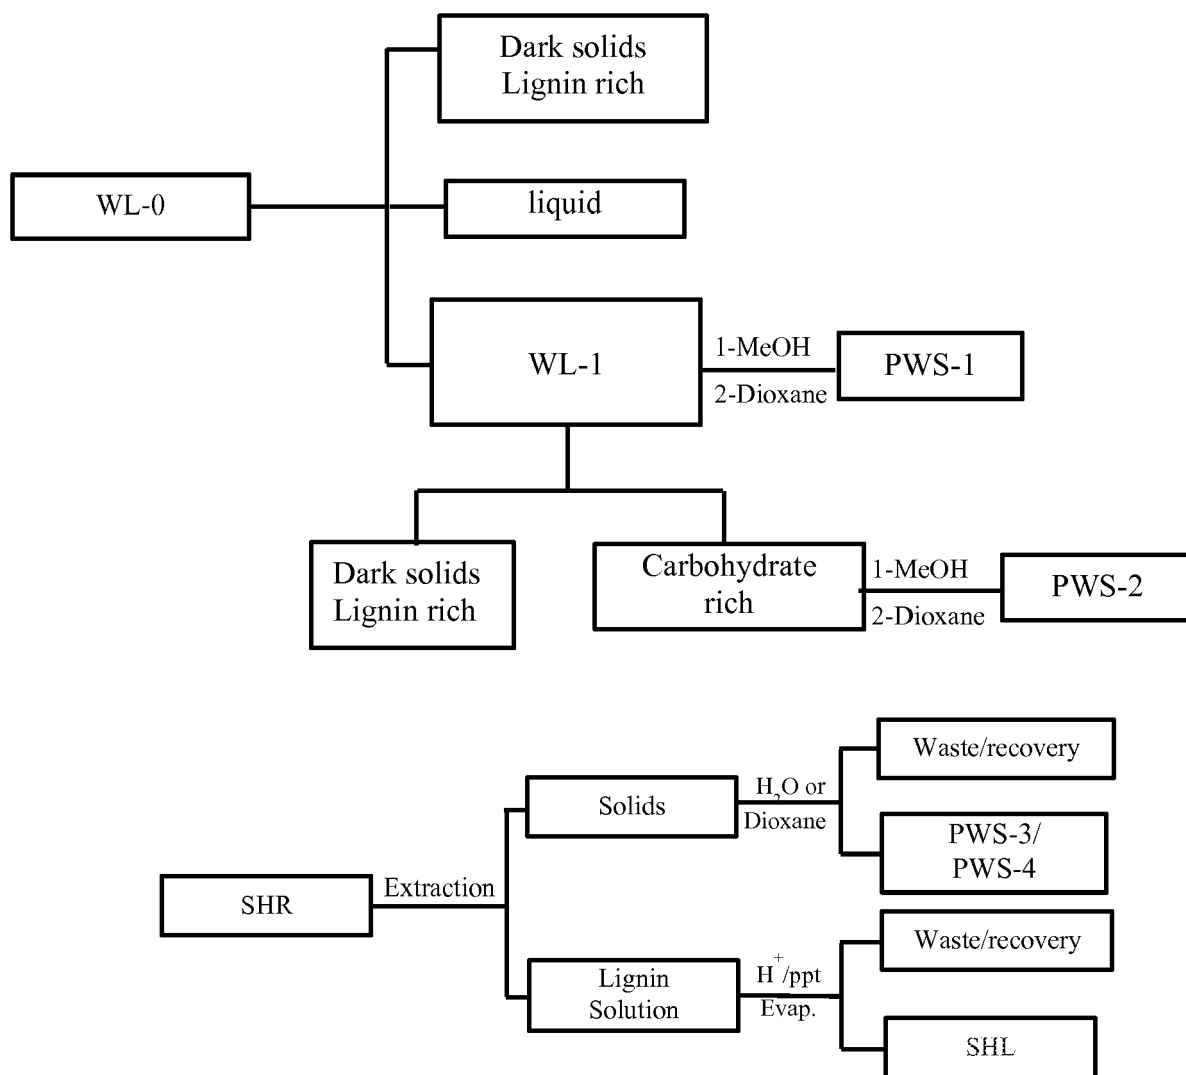 Dark solids
Lignin rich
WL-0
liquid
WL-1
1-MeOH
2-Dioxane
PWS-1
Dark solids
Lignin rich
Carbohydrate
rich
1-MeOH
2-Dioxane
PWS-2
Waste/recovery
Solids
H₂O or
Dioxane
PWS-3/
PWS-4
SHR
Extraction
Waste/recovery
Lignin
Solution
H⁺/ppt
Evap.
SHL